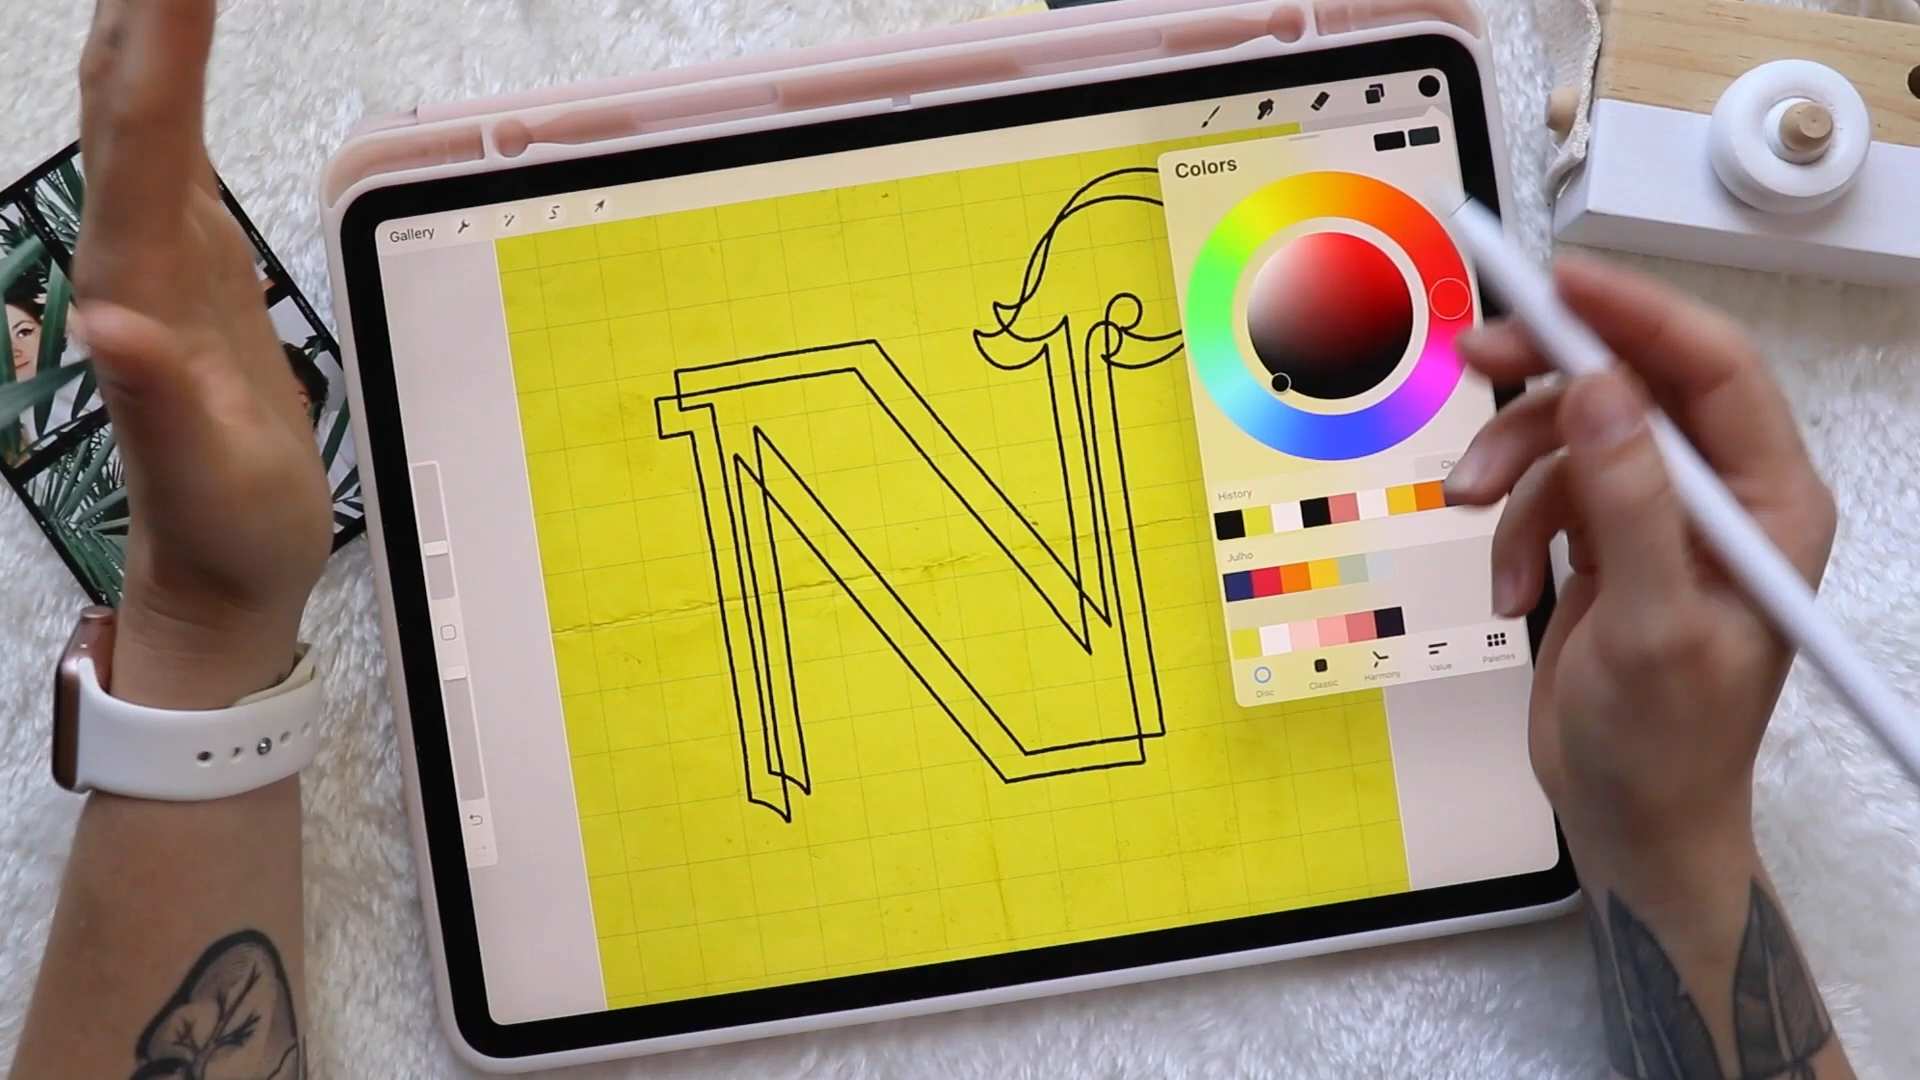 Gallery
Colors
N
History
Julho
Disc
Classic
Harmony
Value
Palettes